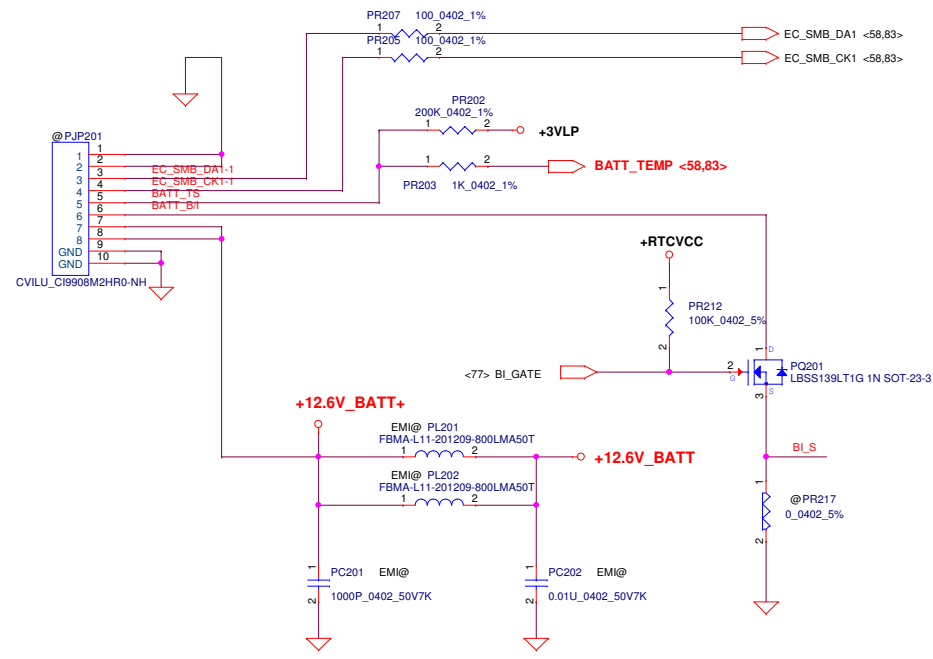 PR207 100_0402_1%
1 2
EC_SMB_DA1 <58,83>
PR205 100_0402_1%
1 2
EC_SMB_CK1 <58,83>
PR202
200K_0402_1%
1 2
+3VLP
@PJP201
1 1
2 2
EC_SMB_DA1-1
3 3
EC_SMB_CK1-1
4 4
BATT_TS
5 5
BATT_B/I
6 6
7 7
8 8
GND 9
GND 10
CVILU_CI9908M2HR0-NH
1 2
BATT_TEMP <58,83>
PR203 1K_0402_1%
+RTCVCC
1
PR212
100K_0402_5%
2
<77> BI_GATE
1 D
2
G
PQ201
LBSS139LT1G 1N SOT-23-3
3 S
+12.6V_BATT+
EMI@ PL201
FBMA-L11-201209-800LMA50T
1 2
+12.6V_BATT
BI_S
EMI@ PL202
FBMA-L11-201209-800LMA50T
1 2
1
@PR217
0_0402_5%
2
1
PC201 EMI@
1000P_0402_50V7K
2
1
PC202 EMI@
0.01U_0402_50V7K
2